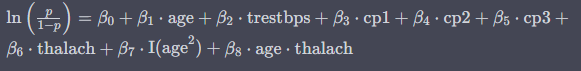 ln (p/(1−p)) = β₀ + β₁ · age + β₂ · trestbps + β₃ · cp1 + β₄ · cp2 + β₅ · cp3 +
β₆ · thalach + β₇ · I(age²) + β₈ · age · thalach